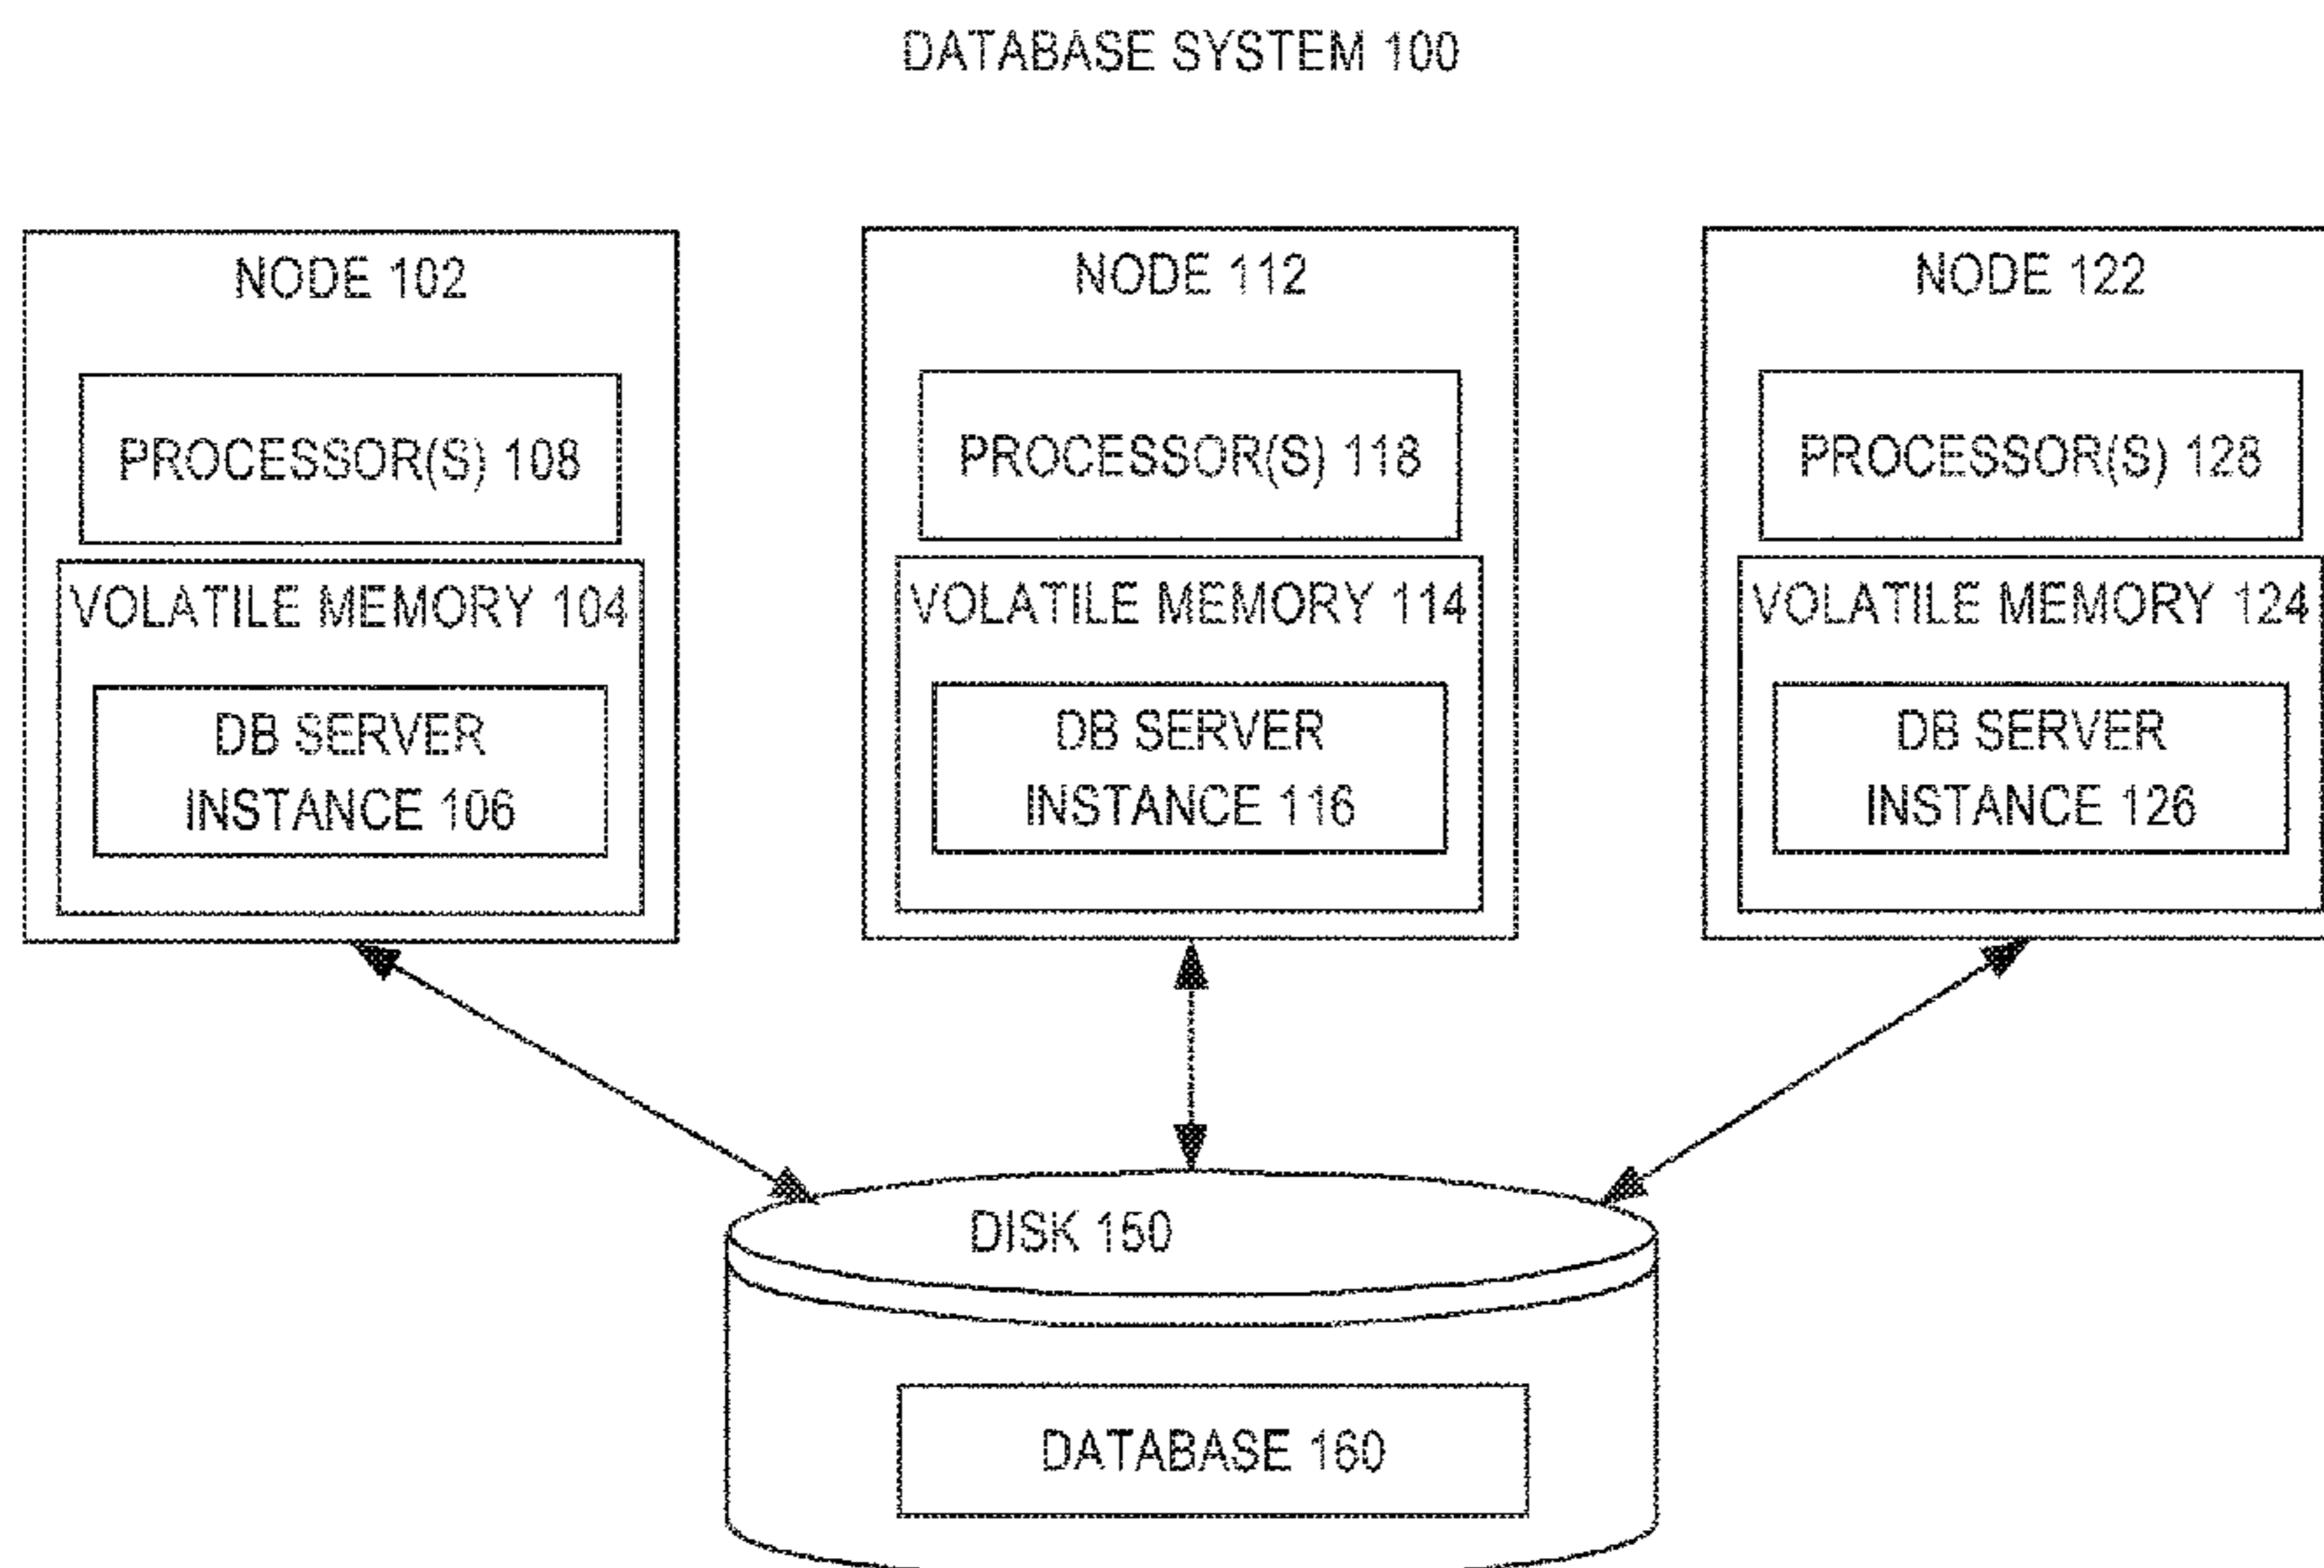 DATABASE SYSTEM 100
NODE 102
PROCESSOR(S) 108
VOLATILE MEMORY 104
DB SERVER
INSTANCE 106
NODE 112
PROCESSOR(S) 118
VOLATILE MEMORY 114
DB SERVER
INSTANCE 116
NODE 122
PROCESSOR(S) 128
VOLATILE MEMORY 124
DB SERVER
INSTANCE 126
DISK 150
DATABASE 160